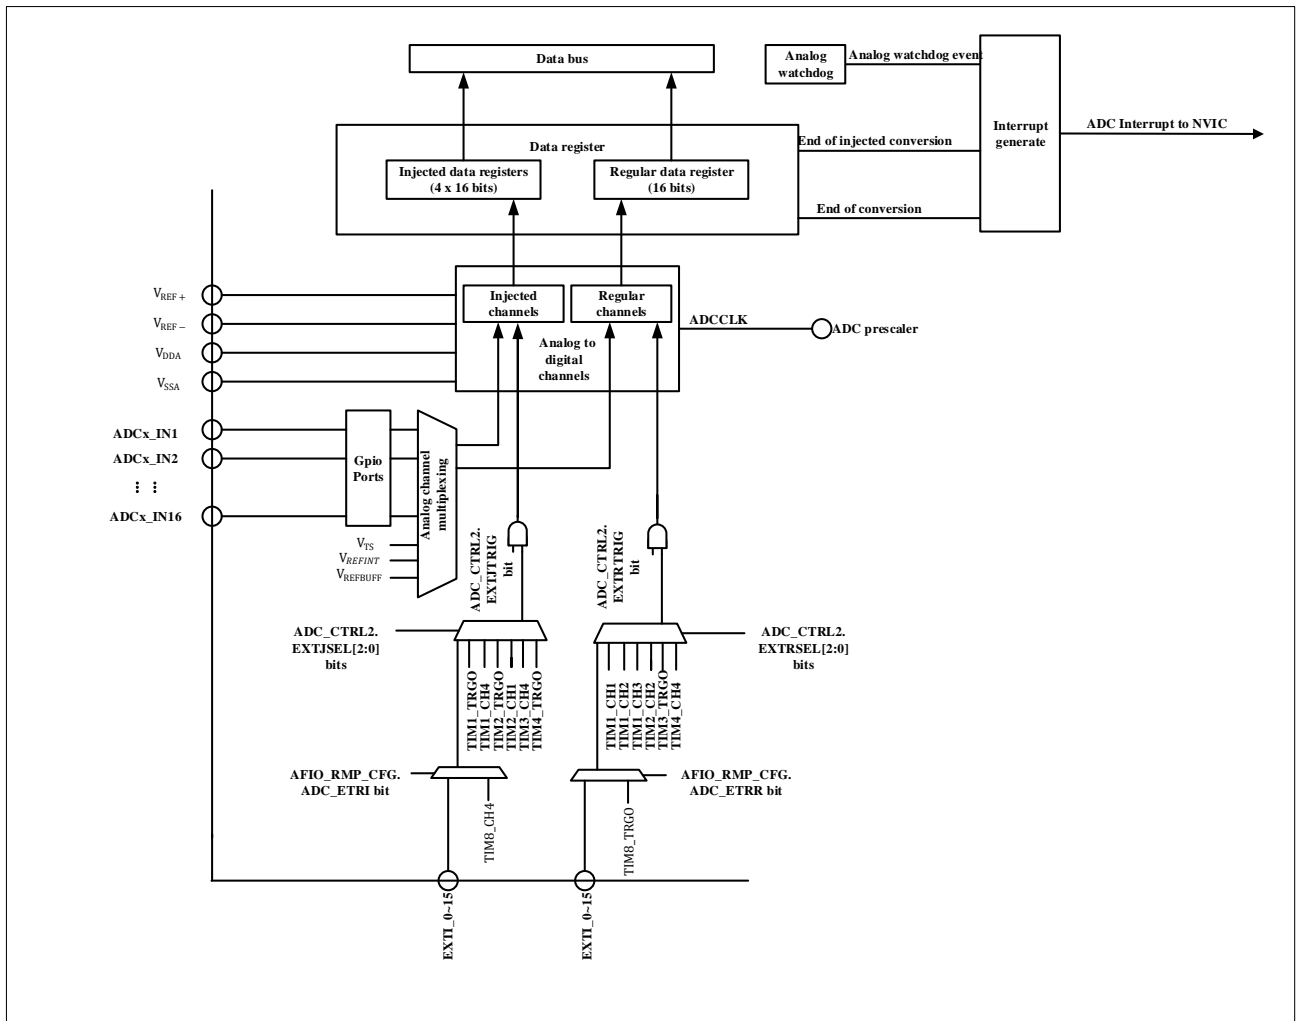 Data bus
Analog
watchdog
Analog watchdog event
Interrupt
generate
ADC Interrupt to NVIC
Data register
End of injected conversion
Injected data registers
(4 x 16 bits)
Regular data register
(16 bits)
End of conversion
VREF+
VREF−
VDDA
VSSA
Injected
channels
Regular
channels
Analog to
digital
channels
ADCCLK
ADC prescaler
ADCx_IN1
ADCx_IN2
⋮ ⋮
ADCx_IN16
Gpio
Ports
Analog channel
multiplexing
VTS
VREFINT
VREFBUFF
ADC_CTRL2.
EXTJTRIG
bit
ADC_CTRL2.
EXTRTRIG
bit
ADC_CTRL2.
EXTJSEL[2:0]
bits
ADC_CTRL2.
EXTRSEL[2:0]
bits
TIM1_TRGO
TIM1_CH4
TIM2_TRGO
TIM2_CH1
TIM3_CH4
TIM4_TRGO
TIM1_CH1
TIM1_CH2
TIM1_CH3
TIM2_CH2
TIM3_TRGO
TIM4_CH4
AFIO_RMP_CFG.
ADC_ETRI bit
AFIO_RMP_CFG.
ADC_ETRR bit
TIM8_CH4
TIM8_TRGO
EXTI_0~15
EXTI_0~15